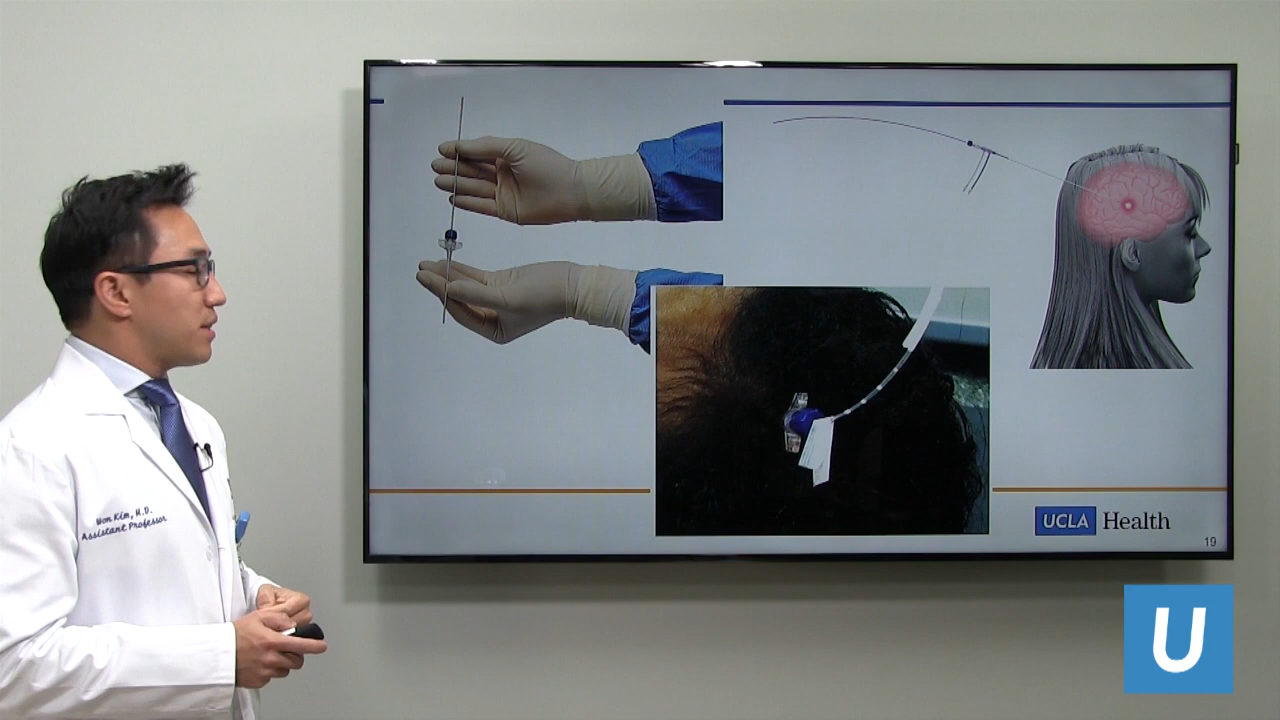 Won Kim, M.D.
Assistant Professor
UCLA Health
19
U